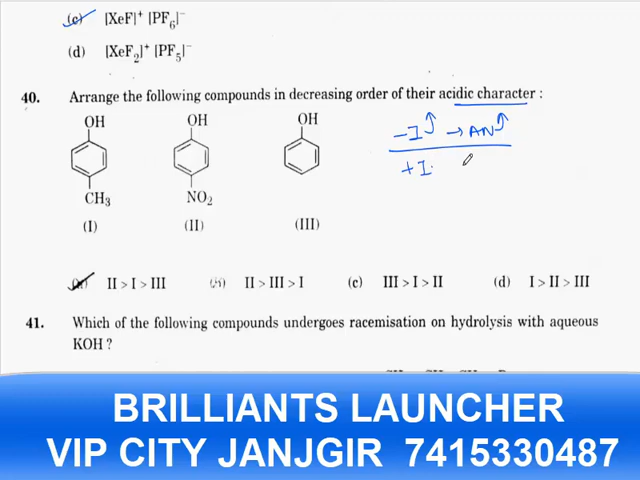 (c) [XeF]⁺ [PF₆]⁻
(d) [XeF₂]⁺ [PF₅]⁻
40. Arrange the following compounds in decreasing order of their acidic character :
OH OH OH
CH₃ NO₂
(I) (II) (III)
−I↑ → AN↑
+I
(a) II > I > III (b) II > III > I (c) III > I > II (d) I > II > III
41. Which of the following compounds undergoes racemisation on hydrolysis with aqueous
KOH ?
BRILLIANTS LAUNCHER
VIP CITY JANJGIR 7415330487